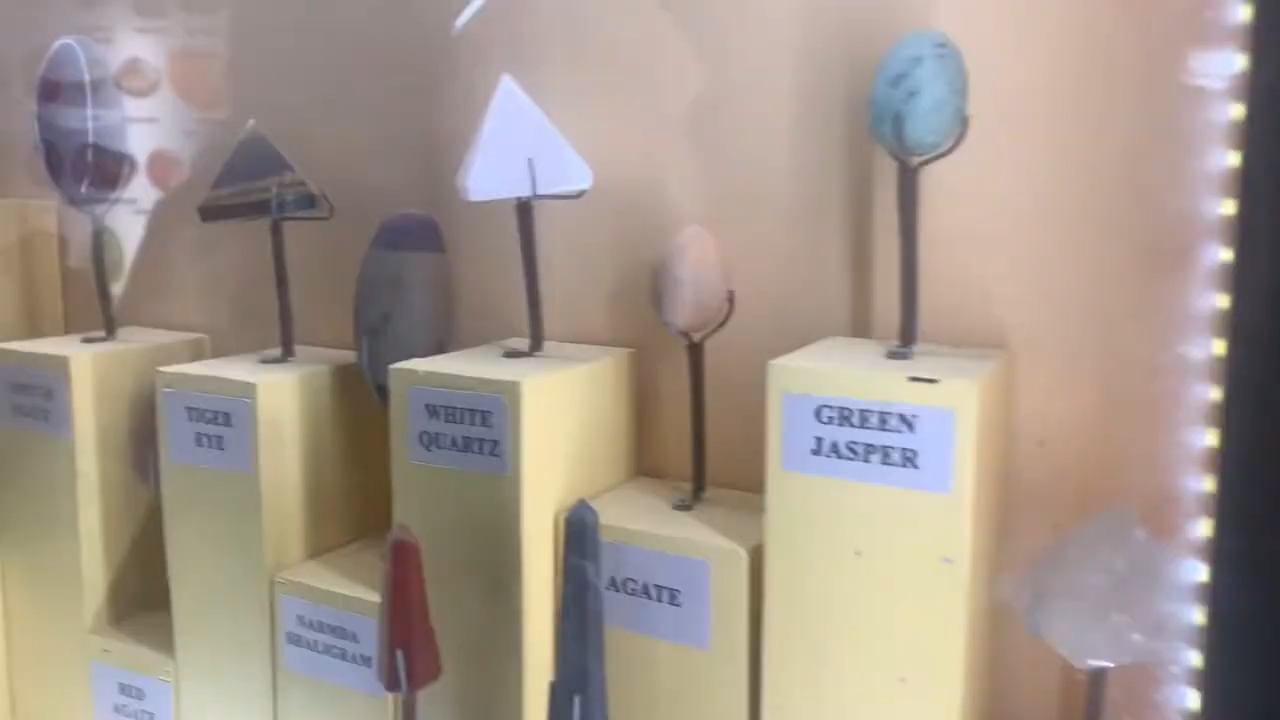 TIGER
EYE
WHITE
QUARTZ
GREEN
JASPER
AGATE
NARMDA
SHALIGRAM
RED
AGATE